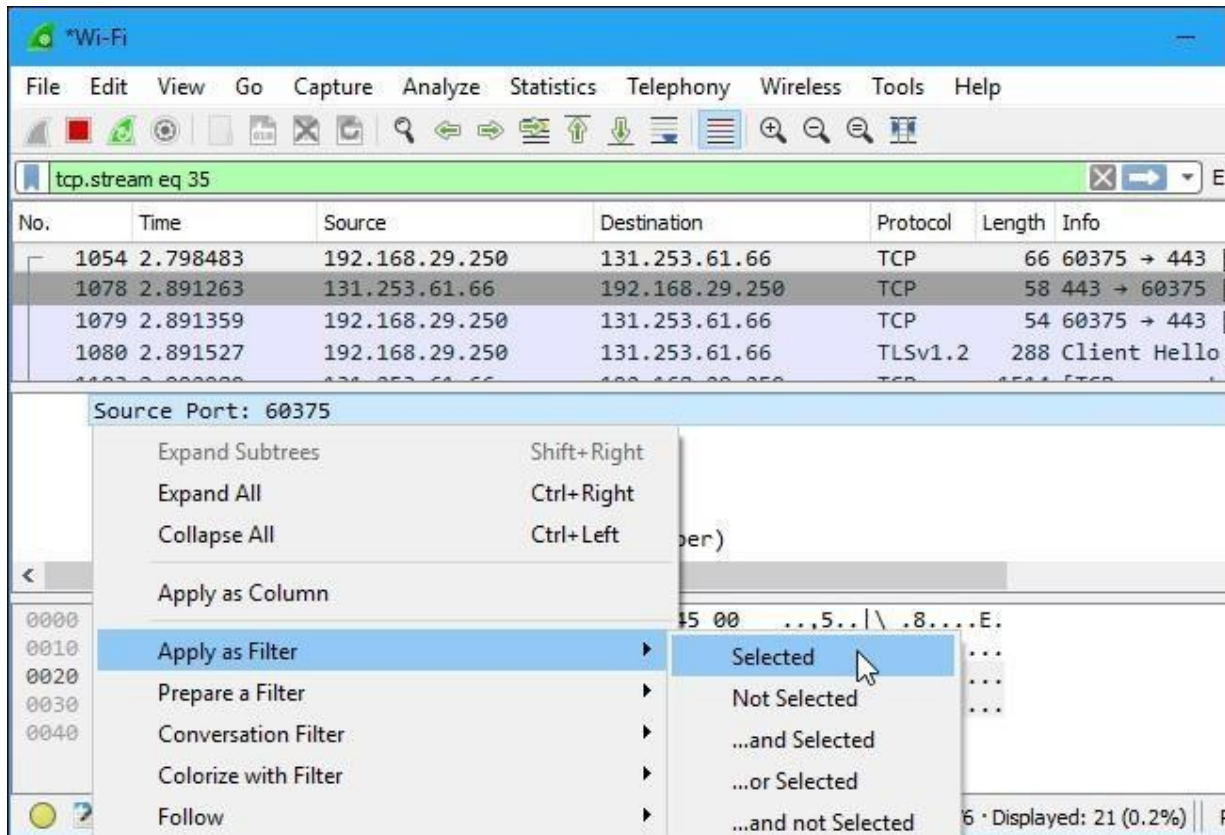 *Wi-Fi
File Edit View Go Capture Analyze Statistics Telephony Wireless Tools Help
tcp.stream eq 35
No. Time Source Destination Protocol Length Info
1054 2.798483 192.168.29.250 131.253.61.66 TCP 66 60375 → 443 [
1078 2.891263 131.253.61.66 192.168.29.250 TCP 58 443 → 60375 [
1079 2.891359 192.168.29.250 131.253.61.66 TCP 54 60375 → 443 [
1080 2.891527 192.168.29.250 131.253.61.66 TLSv1.2 288 Client Hello
Source Port: 60375
Expand Subtrees Shift+Right
Expand All Ctrl+Right
Collapse All Ctrl+Left
ber)
Apply as Column
0000 45 00 ..,5..|\ .8....E.
0010 Apply as Filter Selected ...
0020 ...
Prepare a Filter Not Selected
0030 ...
0040 Conversation Filter ...and Selected
Colorize with Filter ...or Selected
Follow ...and not Selected 6 · Displayed: 21 (0.2%)